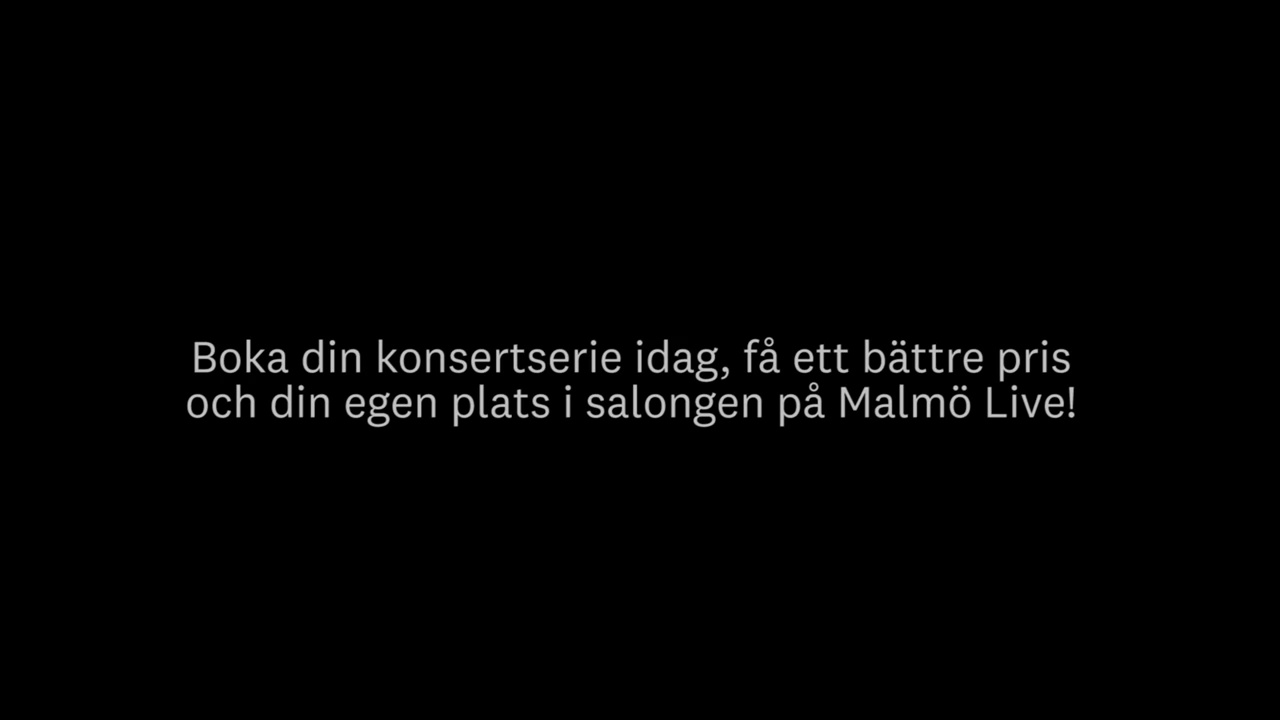 Boka din konsertserie idag, få ett bättre pris
och din egen plats i salongen på Malmö Live!